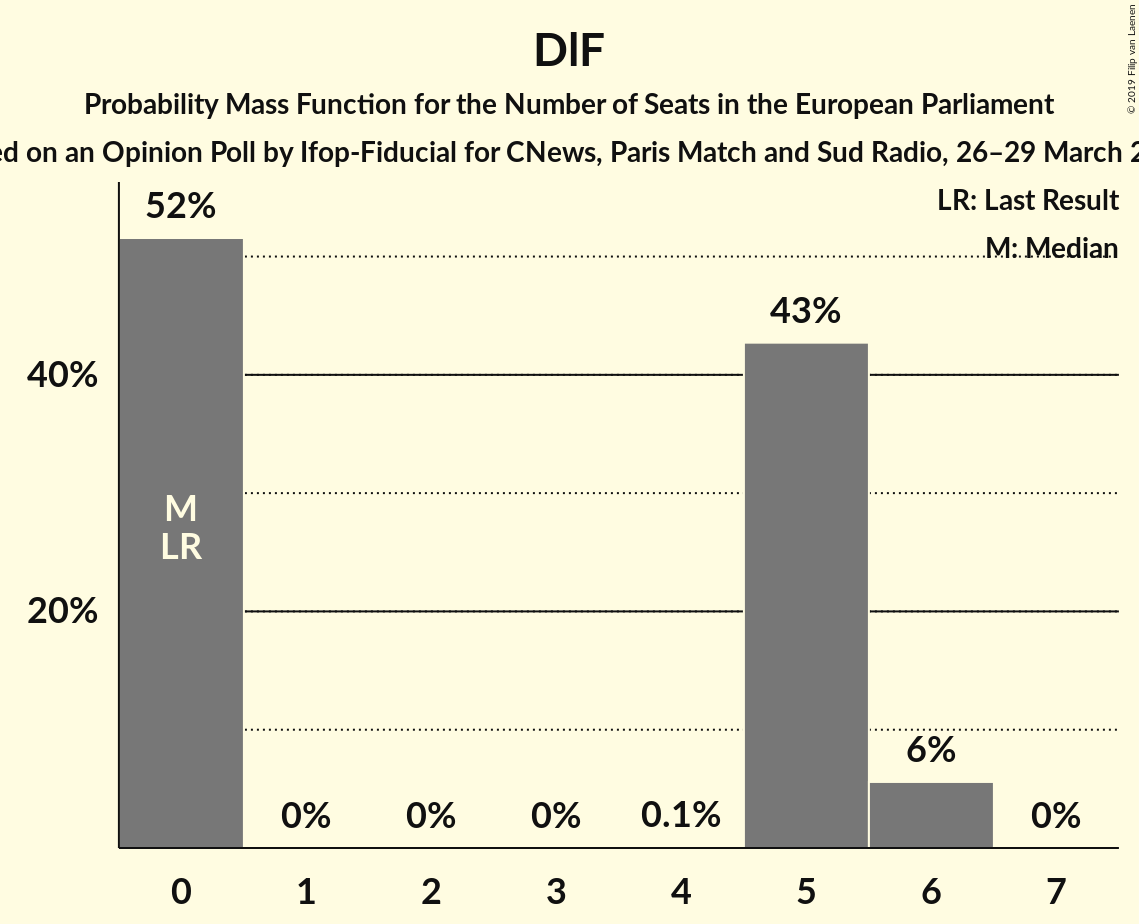 DIF
Probability Mass Function for the Number of Seats in the European Parliament
on an Opinion Poll by Ifop-Fiducial for CNews, Paris Match and Sud Radio, 26–29 March
LR: Last Result
M: Median
52%
43%
40%
M
LR
20%
6%
0%
0%
0%
0.1%
0%
0
1
2
3
4
5
6
7
© 2019 Filip van Laenen